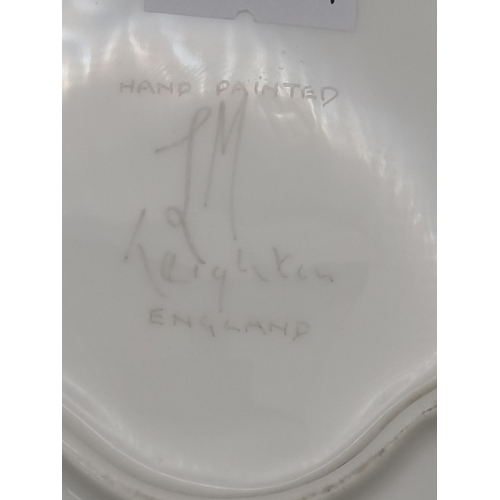 HAND PAINTED
LM
Leighton
ENGLAND